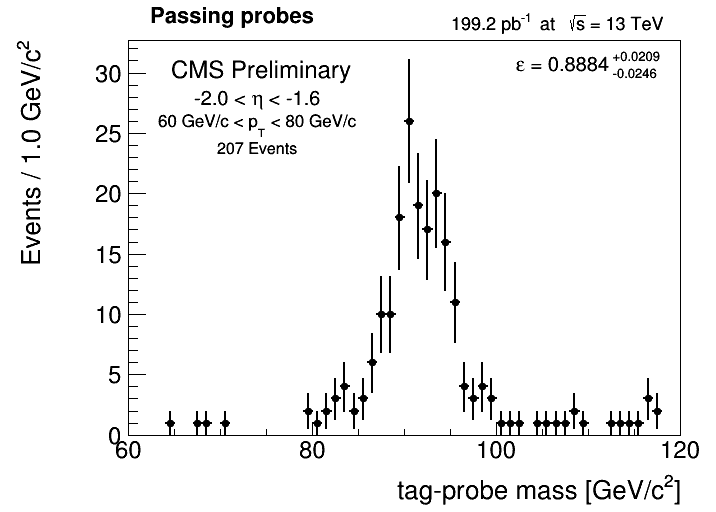 Passing probes
199.2 pb⁻¹ at √s = 13 TeV
CMS Preliminary
-2.0 < η < -1.6
60 GeV/c < p_T < 80 GeV/c
207 Events
ε = 0.8884 +0.0209 -0.0246
Events / 1.0 GeV/c²
30
25
20
15
10
5
0
60 80 100 120
tag-probe mass [GeV/c²]